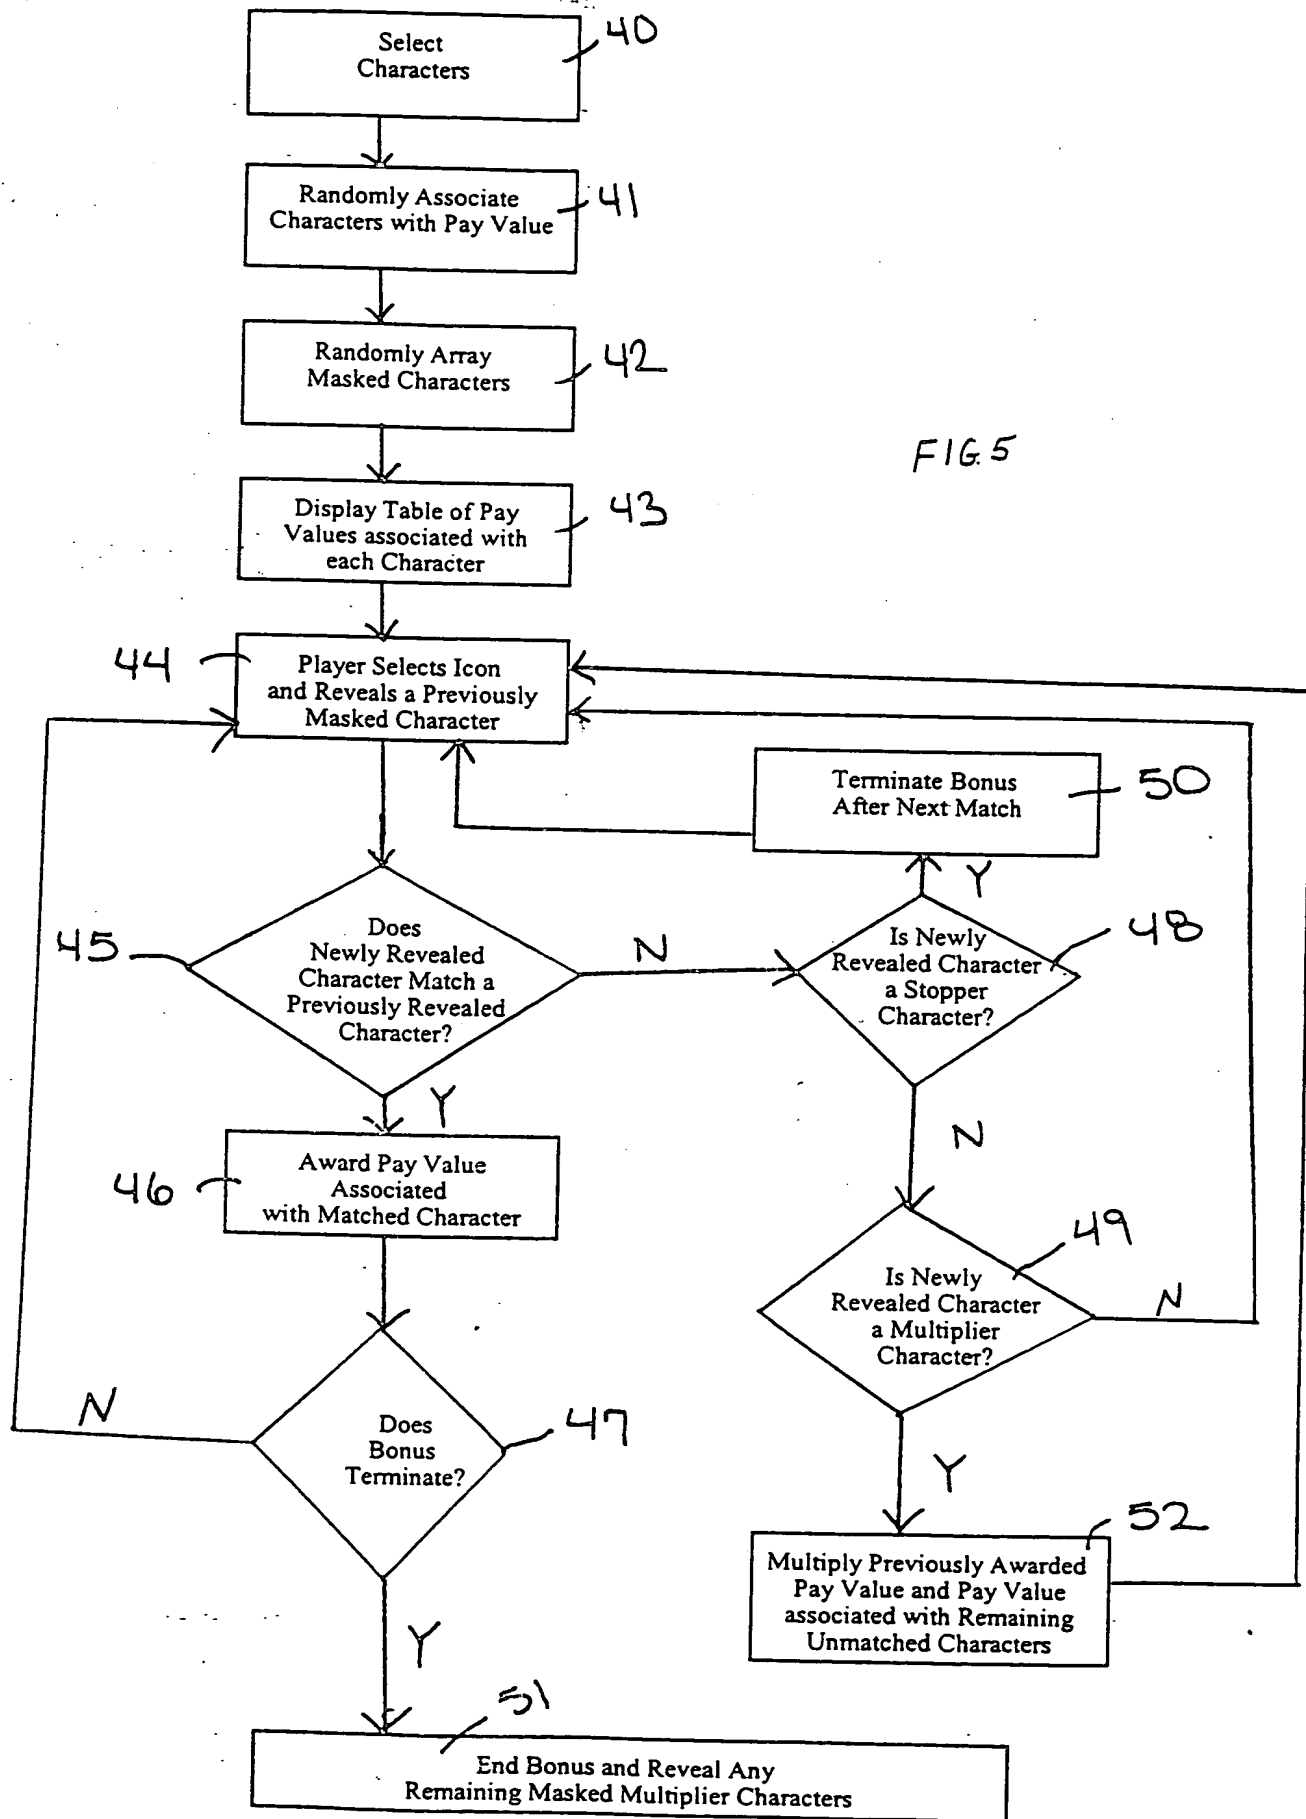 Select
Characters
40
Randomly Associate
Characters with Pay Value
41
Randomly Array
Masked Characters
42
FIG.5
Display Table of Pay
Values associated with
each Character
43
44
Player Selects Icon
and Reveals a Previously
Masked Character
Terminate Bonus
After Next Match
50
Y
45
Does
Newly Revealed
Character Match a
Previously Revealed
Character?
N
Is Newly
Revealed Character
a Stopper
Character?
48
Y
N
46
Award Pay Value
Associated
with Matched Character
49
Is Newly
Revealed Character
a Multiplier
Character?
N
N
Does
Bonus
Terminate?
47
Y
52
Multiply Previously Awarded
Pay Value and Pay Value
associated with Remaining
Unmatched Characters
Y
51
End Bonus and Reveal Any
Remaining Masked Multiplier Characters